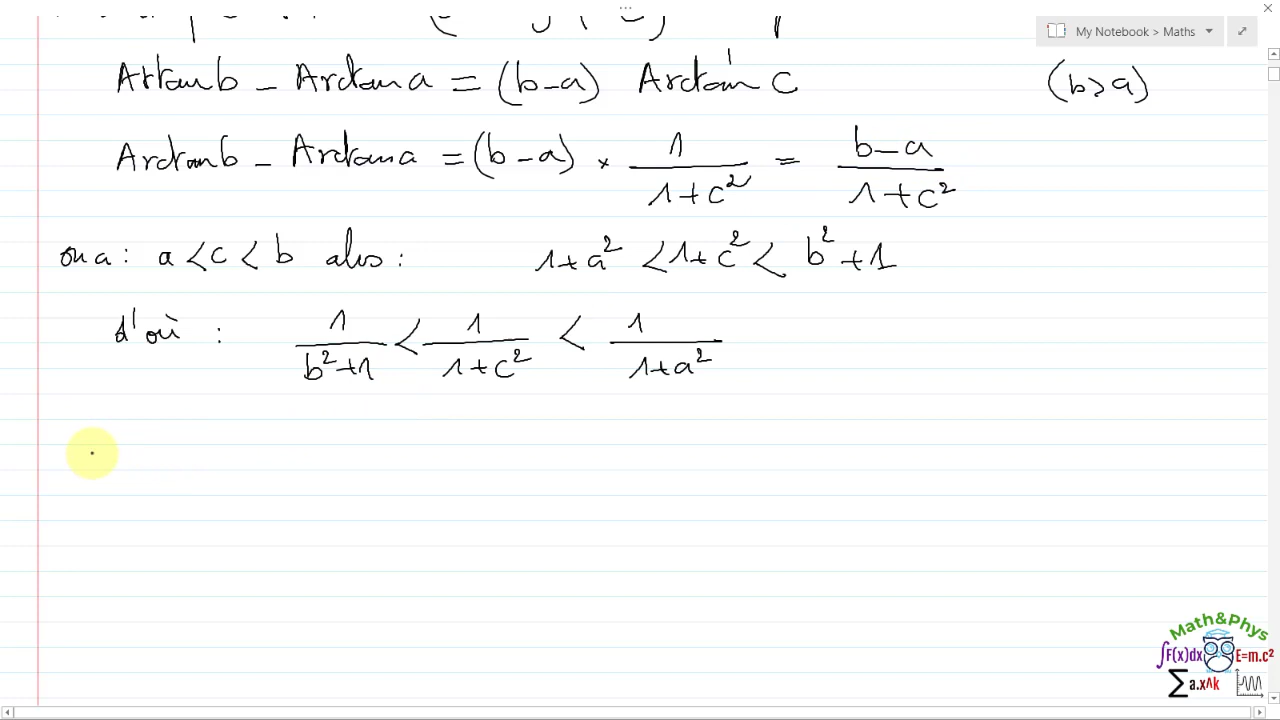 My Notebook > Maths
Artan b - Arctan a = (b-a) Arctan' c (b>a)
Arctan b - Arctan a = (b-a) × 1/(1+c²) = (b-a)/(1+c²)
on a : a < c < b alors : 1+a² < 1+c² < b²+1
d'où : 1/(b²+1) < 1/(1+c²) < 1/(1+a²)
Math&Phys
∫F(x)dx E=m.c²
∑ a.x^k